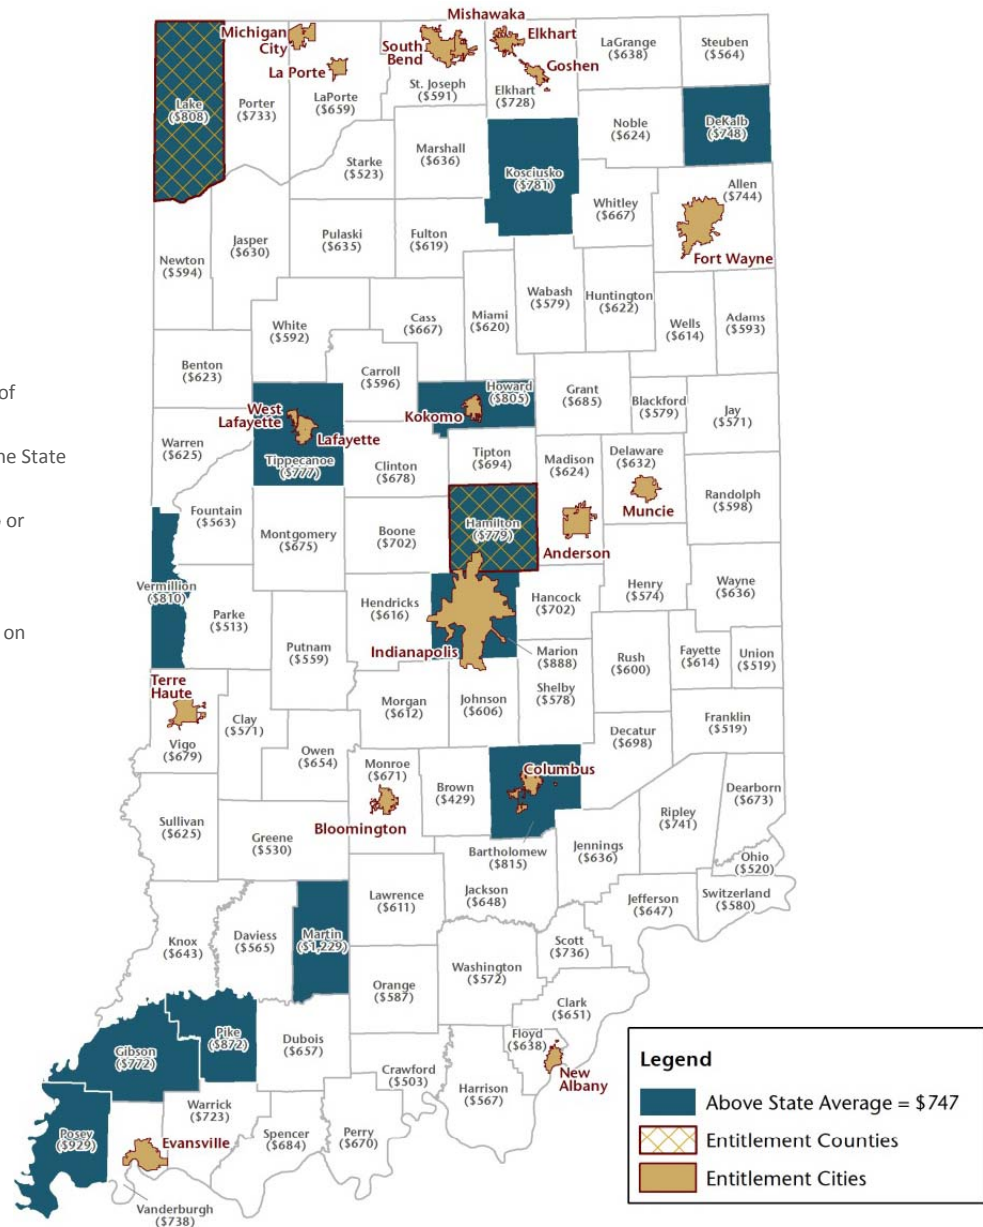 of
he State
or
on
Mishawaka
Michigan
City
South
Bend
Elkhart
Goshen
La Porte
LaGrange
($638)
Steuben
($564)
Lake
($808)
Porter
($733)
LaPorte
($659)
St. Joseph
($591)
Elkhart
($728)
Noble
($624)
DeKalb
($748)
Starke
($523)
Marshall
($636)
Kosciusko
($781)
Whitley
($667)
Allen
($744)
Fort Wayne
Newton
($594)
Jasper
($630)
Pulaski
($635)
Fulton
($619)
Wabash
($579)
Huntington
($622)
Wells
($614)
Adams
($593)
White
($592)
Cass
($667)
Miami
($620)
Benton
($623)
Carroll
($596)
Howard
($805)
Kokomo
Grant
($685)
Blackford
($579)
Jay
($571)
West
Lafayette
Lafayette
Tippecanoe
($777)
Warren
($625)
Clinton
($678)
Tipton
($694)
Madison
($624)
Delaware
($632)
Muncie
Randolph
($598)
Fountain
($563)
Montgomery
($675)
Boone
($702)
Hamilton
($779)
Anderson
Vermillion
($810)
Parke
($513)
Hendricks
($616)
Hancock
($702)
Henry
($574)
Wayne
($636)
Putnam
($559)
Indianapolis
Marion
($888)
Rush
($600)
Fayette
($614)
Union
($519)
Terre
Haute
Vigo
($679)
Clay
($571)
Owen
($654)
Morgan
($612)
Johnson
($606)
Shelby
($578)
Decatur
($698)
Franklin
($519)
Monroe
($671)
Bloomington
Brown
($429)
Columbus
Bartholomew
($815)
Dearborn
($673)
Ripley
($741)
Sullivan
($625)
Greene
($530)
Jennings
($636)
Ohio
($520)
Switzerland
($580)
Lawrence
($611)
Jackson
($648)
Jefferson
($647)
Knox
($643)
Daviess
($565)
Martin
($1,229)
Orange
($587)
Washington
($572)
Scott
($736)
Clark
($651)
Gibson
($772)
Pike
($872)
Dubois
($657)
Crawford
($503)
Floyd
($638)
New
Albany
Harrison
($567)
Posey
($929)
Evansville
Warrick
($723)
Spencer
($684)
Perry
($670)
Vanderburgh
($738)
Legend
Above State Average = $747
Entitlement Counties
Entitlement Cities